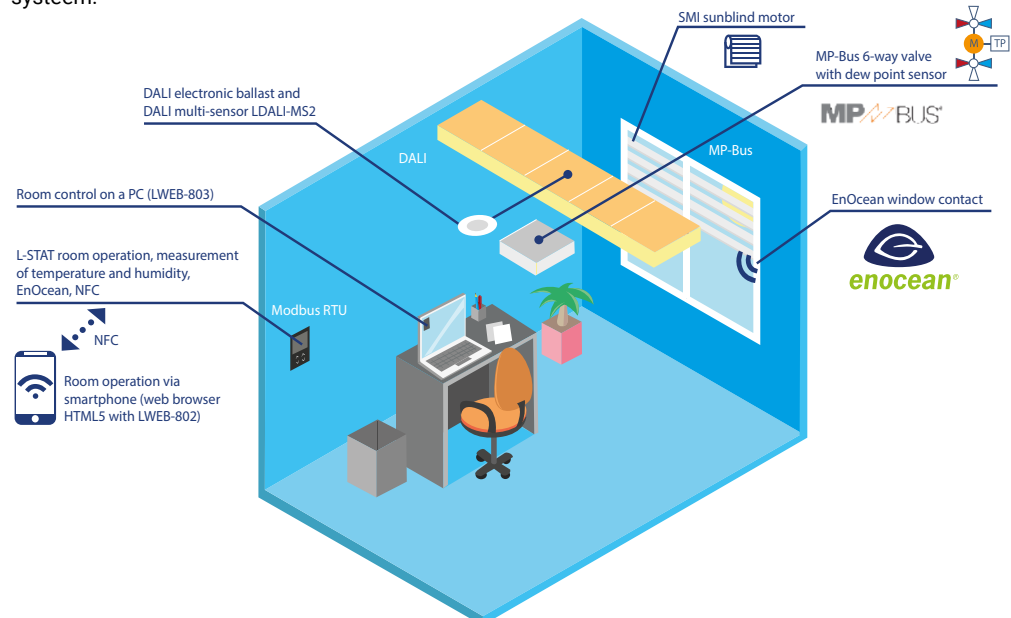 systeem.
SMI sunblind motor
M
TP
MP-Bus 6-way valve
with dew point sensor
MP BUS
DALI electronic ballast and
DALI multi-sensor LDALI-MS2
DALI
MP-Bus
Room control on a PC (LWEB-803)
EnOcean window contact
enocean®
L-STAT room operation, measurement
of temperature and humidity,
EnOcean, NFC
Modbus RTU
NFC
Room operation via
smartphone (web browser
HTML5 with LWEB-802)